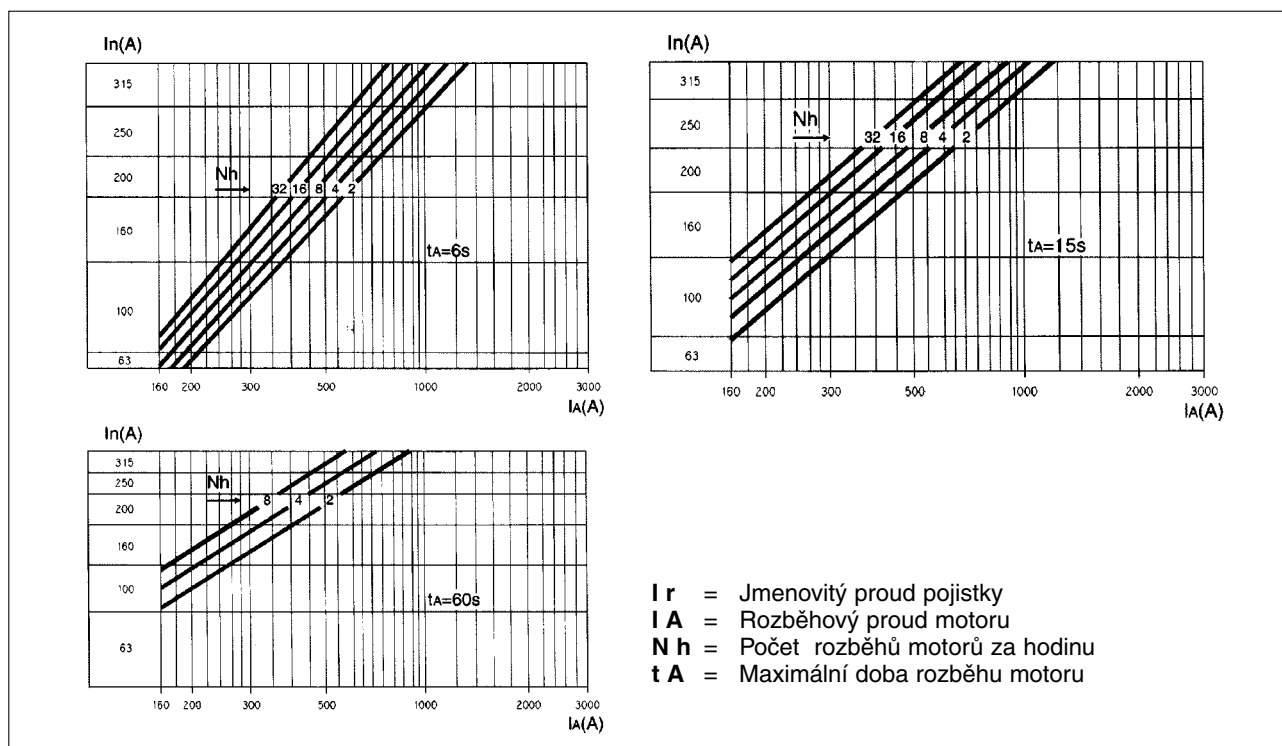 In(A)
315
250
200
160
100
63
Nh
32 16 8 4 2
tA=6s
160 200 300 500 1000 2000 3000
IA(A)
In(A)
315
250
200
160
100
63
Nh
32 16 8 4 2
tA=15s
160 200 300 500 1000 2000 3000
IA(A)
In(A)
315
250
200
160
100
63
Nh
8 4 2
tA=60s
160 200 300 500 1000 2000 3000
IA(A)
I r = Jmenovitý proud pojistky
I A = Rozběhový proud motoru
N h = Počet rozběhů motorů za hodinu
t A = Maximální doba rozběhu motoru